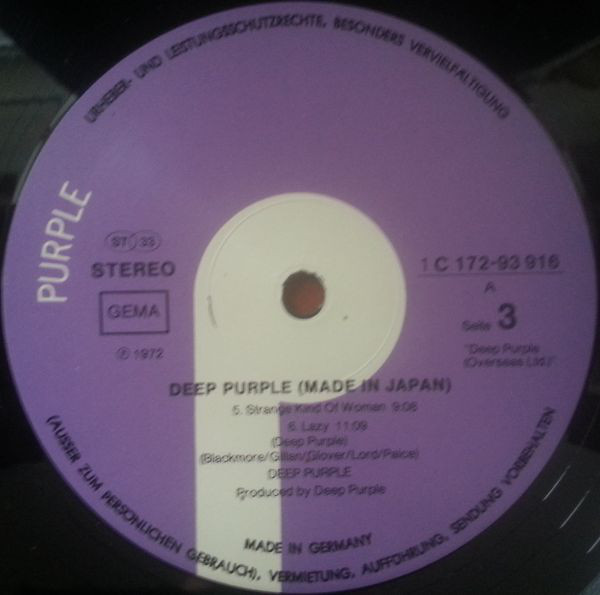 URHEBER- UND LEISTUNGSSCHUTZRECHTE, BESONDERS VERVIELFÄLTIGUNG
PURPLE
ST 33
STEREO
GEMA
℗ 1972
1 C 172-93 916
A
Seite 3
"Deep Purple
(Overseas Ltd.)"
DEEP PURPLE (MADE IN JAPAN)
5. Strange Kind Of Woman 9:06
6. Lazy 11:09
(Deep Purple)
(Blackmore/Gillan/Glover/Lord/Paice)
DEEP PURPLE
Produced by Deep Purple
MADE IN GERMANY
(AUSSER ZUM PERSÖNLICHEN GEBRAUCH), VERMIETUNG, AUFFÜHRUNG, SENDUNG VORBEHALTEN